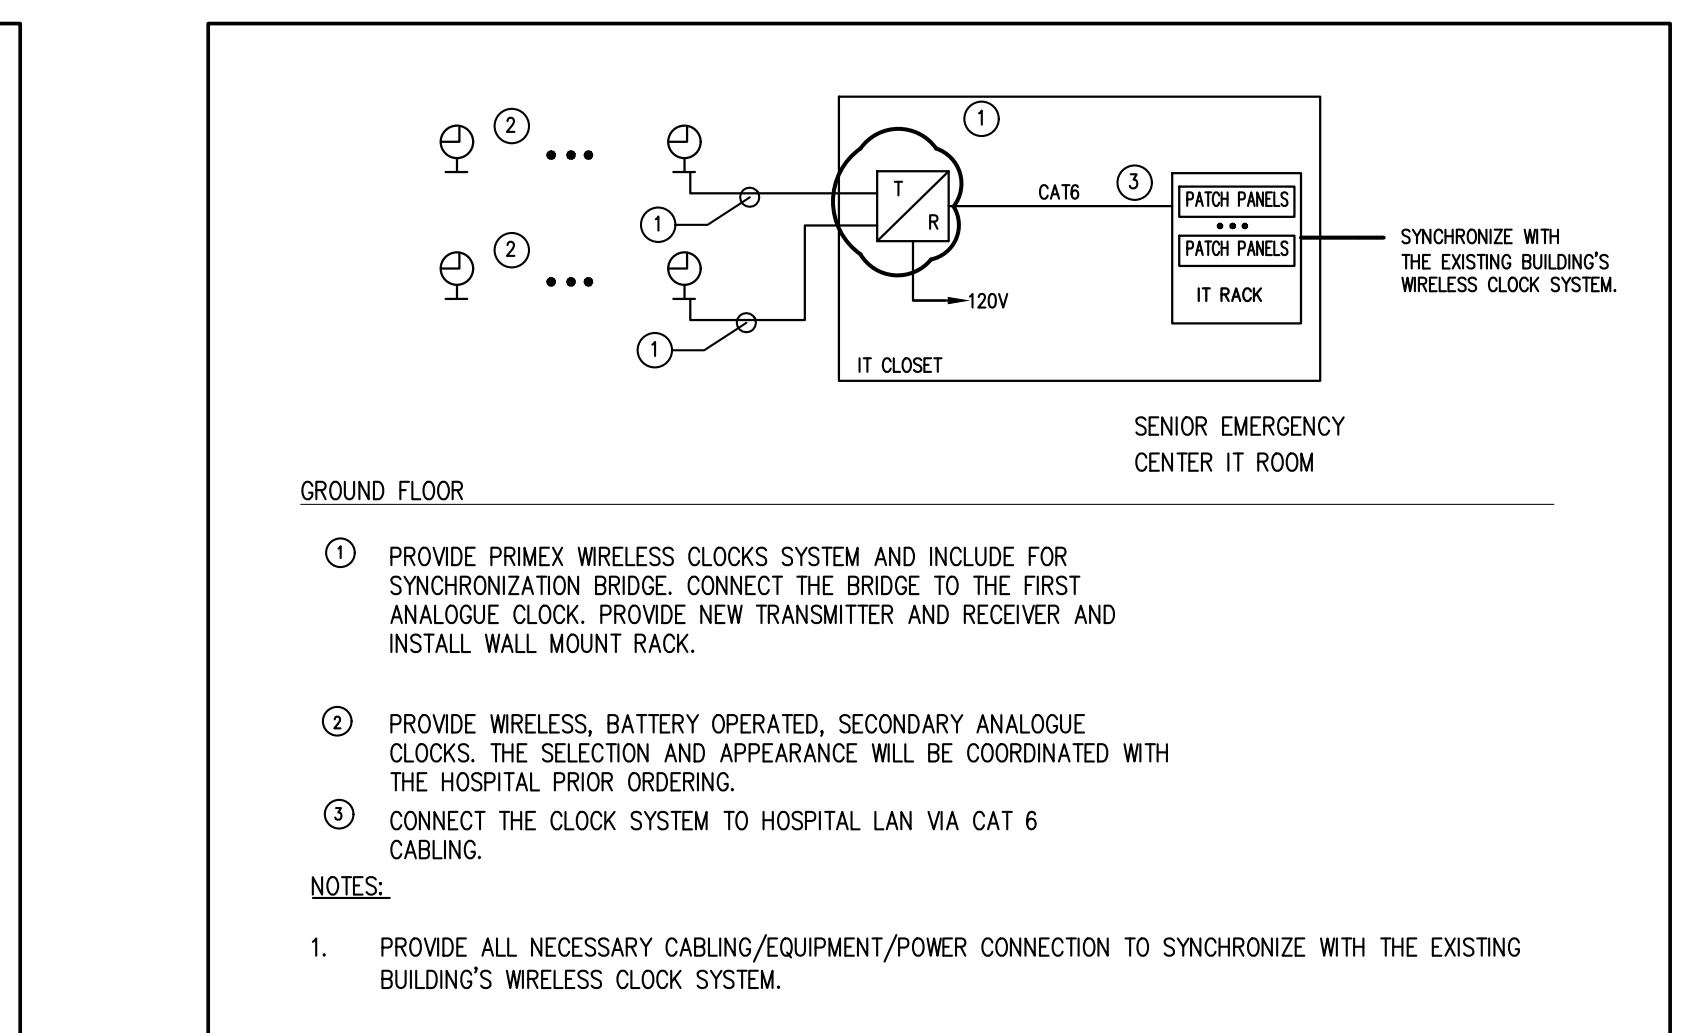 2
1
T
R
CAT6
3
PATCH PANELS
PATCH PANELS
IT RACK
SYNCHRONIZE WITH
THE EXISTING BUILDING'S
WIRELESS CLOCK SYSTEM.
1
2
120V
1
IT CLOSET
SENIOR EMERGENCY
CENTER IT ROOM
GROUND FLOOR
1 PROVIDE PRIMEX WIRELESS CLOCKS SYSTEM AND INCLUDE FOR
SYNCHRONIZATION BRIDGE. CONNECT THE BRIDGE TO THE FIRST
ANALOGUE CLOCK. PROVIDE NEW TRANSMITTER AND RECEIVER AND
INSTALL WALL MOUNT RACK.
2 PROVIDE WIRELESS, BATTERY OPERATED, SECONDARY ANALOGUE
CLOCKS. THE SELECTION AND APPEARANCE WILL BE COORDINATED WITH
THE HOSPITAL PRIOR ORDERING.
3 CONNECT THE CLOCK SYSTEM TO HOSPITAL LAN VIA CAT 6
CABLING.
NOTES:
1. PROVIDE ALL NECESSARY CABLING/EQUIPMENT/POWER CONNECTION TO SYNCHRONIZE WITH THE EXISTING
BUILDING'S WIRELESS CLOCK SYSTEM.